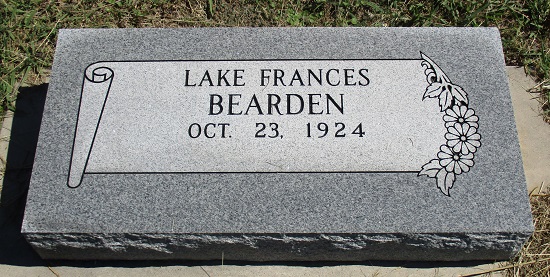 LAKE FRANCES
BEARDEN
OCT. 23, 1924